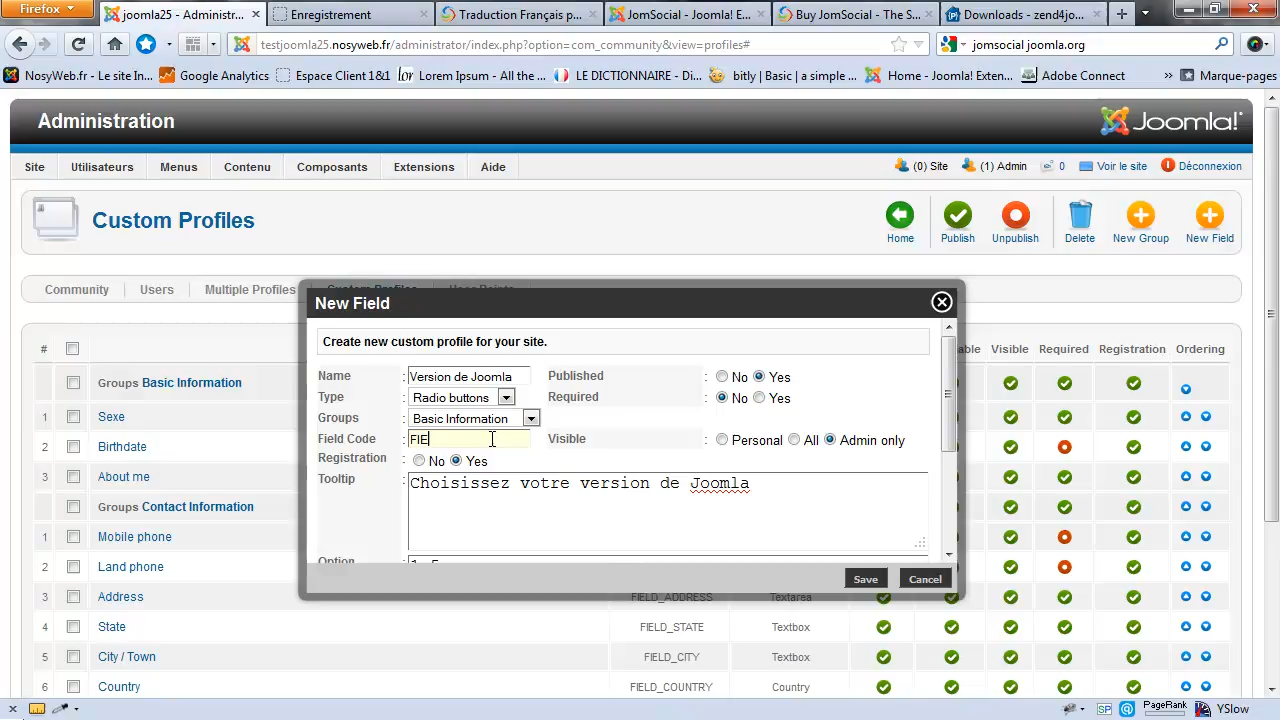 Firefox
joomla25 - Administra...
Enregistrement
Traduction Français p...
JomSocial - Joomla! E...
Buy JomSocial - The S...
Downloads - zend4jo...
testjoomla25.nosyweb.fr/administrator/index.php?option=com_community&view=profiles#
jomsocial joomla.org
NosyWeb.fr - Le site In...
Google Analytics
Espace Client 1&1
Lorem Ipsum - All the ...
LE DICTIONNAIRE - Di...
bitly | Basic | a simple ...
Home - Joomla! Exten...
Adobe Connect
»
Marque-pages
Administration
Joomla!
Site
Utilisateurs
Menus
Contenu
Composants
Extensions
Aide
(0) Site
(1) Admin
0
Voir le site
Déconnexion
Custom Profiles
Home
Publish
Unpublish
Delete
New Group
New Field
Community
Users
Multiple Profiles
New Field
Create new custom profile for your site.
Name : Version de Joomla
Published : No Yes
Type : Radio buttons
Required : No Yes
Groups : Basic Information
Field Code : FIE
Visible : Personal All Admin only
Registration : No Yes
Tooltip : Choisissez votre version de Joomla
Option
Save
Cancel
# able Visible Required Registration Ordering
Groups Basic Information
1 Sexe
2 Birthdate
3 About me
Groups Contact Information
1 Mobile phone
2 Land phone
3 Address FIELD_ADDRESS Textarea
4 State FIELD_STATE Textbox
5 City / Town FIELD_CITY Textbox
6 Country FIELD_COUNTRY Country
PageRank
YSlow